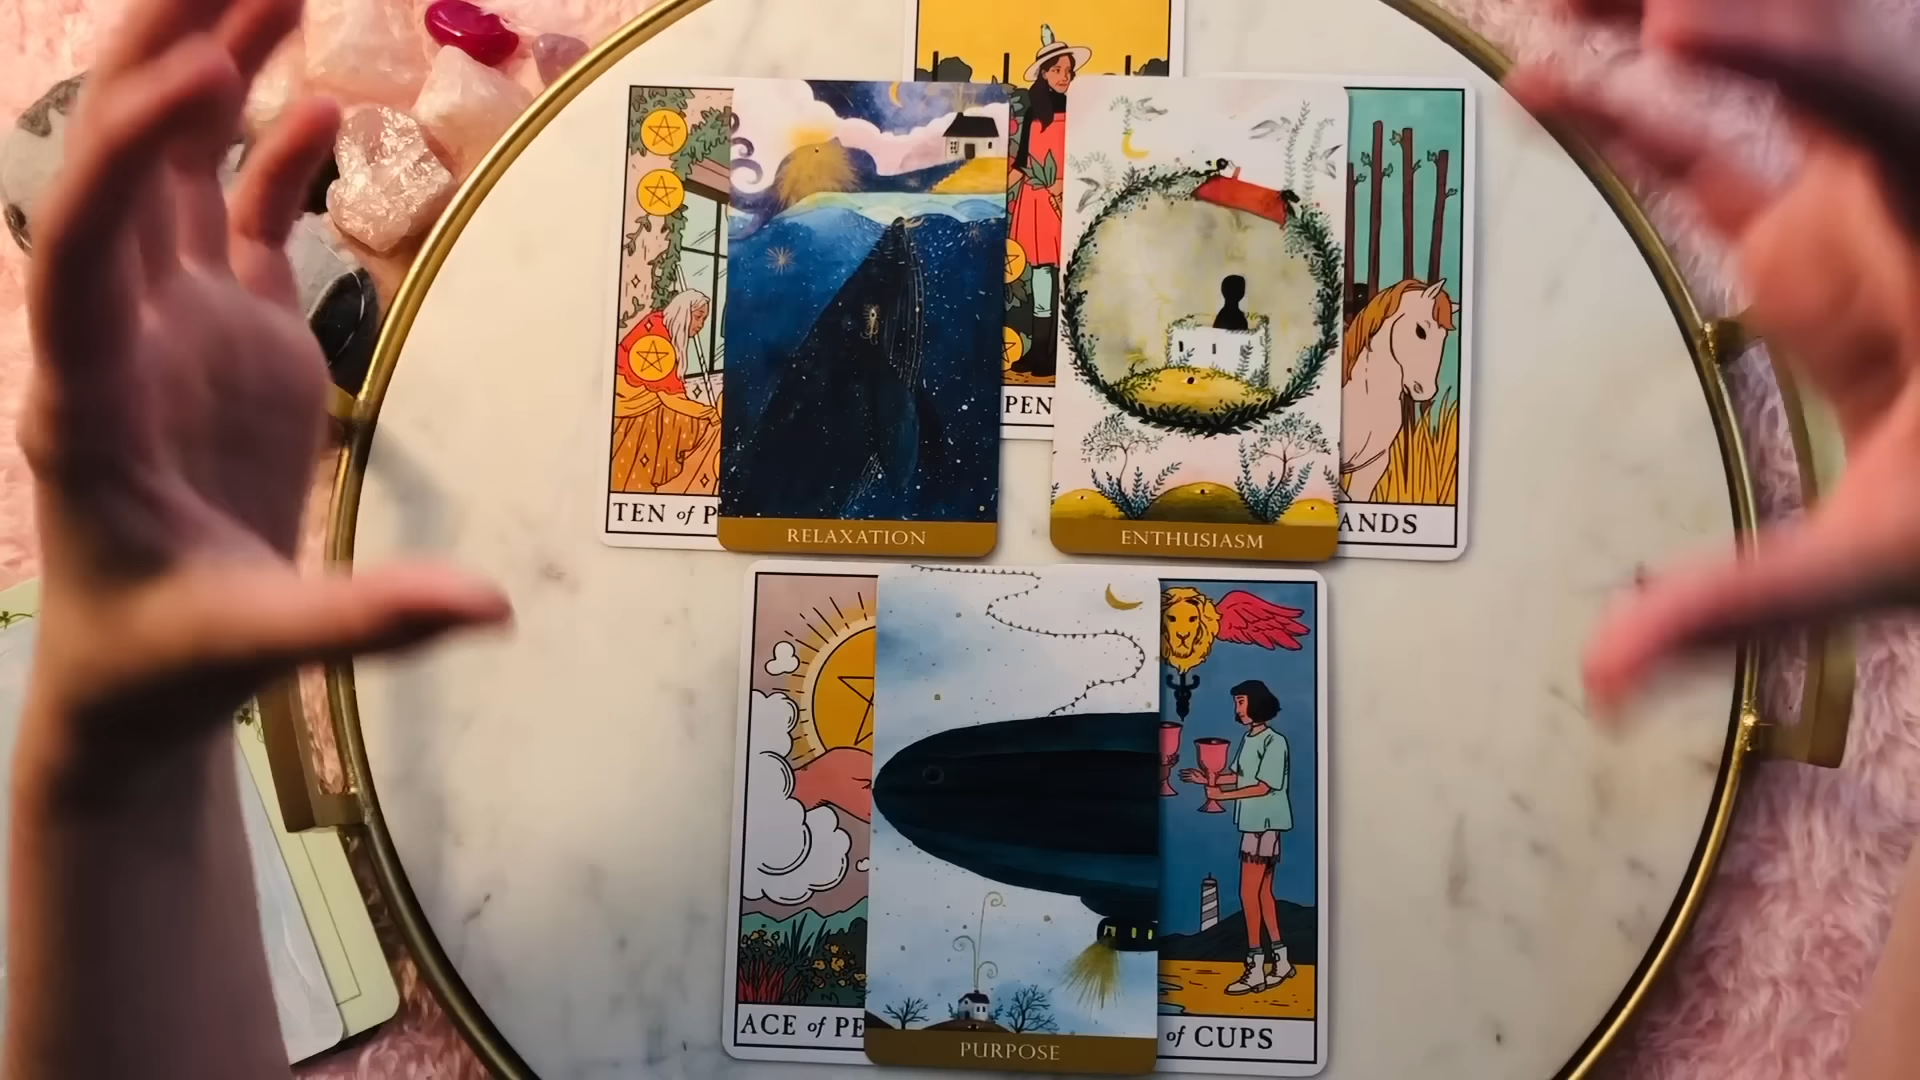 PEN
TEN of P
RELAXATION
ENTHUSIASM
ANDS
ACE of PE
PURPOSE
of CUPS